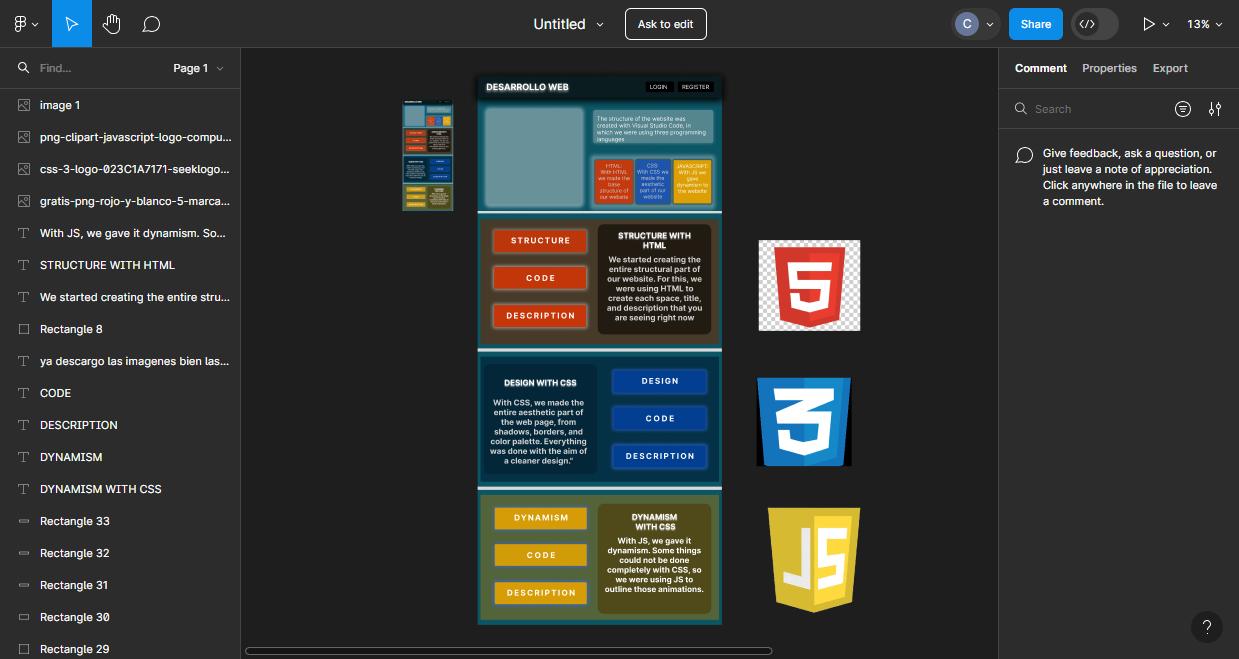 Untitled
Ask to edit
C
Share
13%
Find...
Page 1
image 1
png-clipart-javascript-logo-compu...
css-3-logo-023C1A7171-seeklogo...
gratis-png-rojo-y-blanco-5-marca...
With JS, we gave it dynamism. So...
STRUCTURE WITH HTML
We started creating the entire stru...
Rectangle 8
ya descargo las imagenes bien las...
CODE
DESCRIPTION
DYNAMISM
DYNAMISM WITH CSS
Rectangle 33
Rectangle 32
Rectangle 31
Rectangle 30
Rectangle 29
DESARROLLO WEB
LOGIN
REGISTER
The structure of the website was
created with Visual Studio Code, in
which we were using three programming
languages
HTML:
With HTML
we made the
base
structure of
our website
CSS
With CSS we
made the
aesthetic
part of our
website
JAVASCRIPT:
With Js we
gave
dynamism to
the website
STRUCTURE
CODE
DESCRIPTION
STRUCTURE WITH
HTML
We started creating the
entire structural part of
our website. For this, we
were using HTML to
create each space, title,
and description that you
are seeing right now
DESIGN WITH CSS
With CSS, we made the
entire aesthetic part of
the web page, from
shadows, borders, and
color palette. Everything
was done with the aim of
a cleaner design."
DESIGN
CODE
DESCRIPTION
DYNAMISM
CODE
DESCRIPTION
DYNAMISM
WITH CSS
With JS, we gave it
dynamism. Some things
could not be done
completely with CSS, so
we were using JS to
outline those animations.
5
3
JS
Comment
Properties
Export
Search
Give feedback, ask a question, or
just leave a note of appreciation.
Click anywhere in the file to leave
a comment.
?